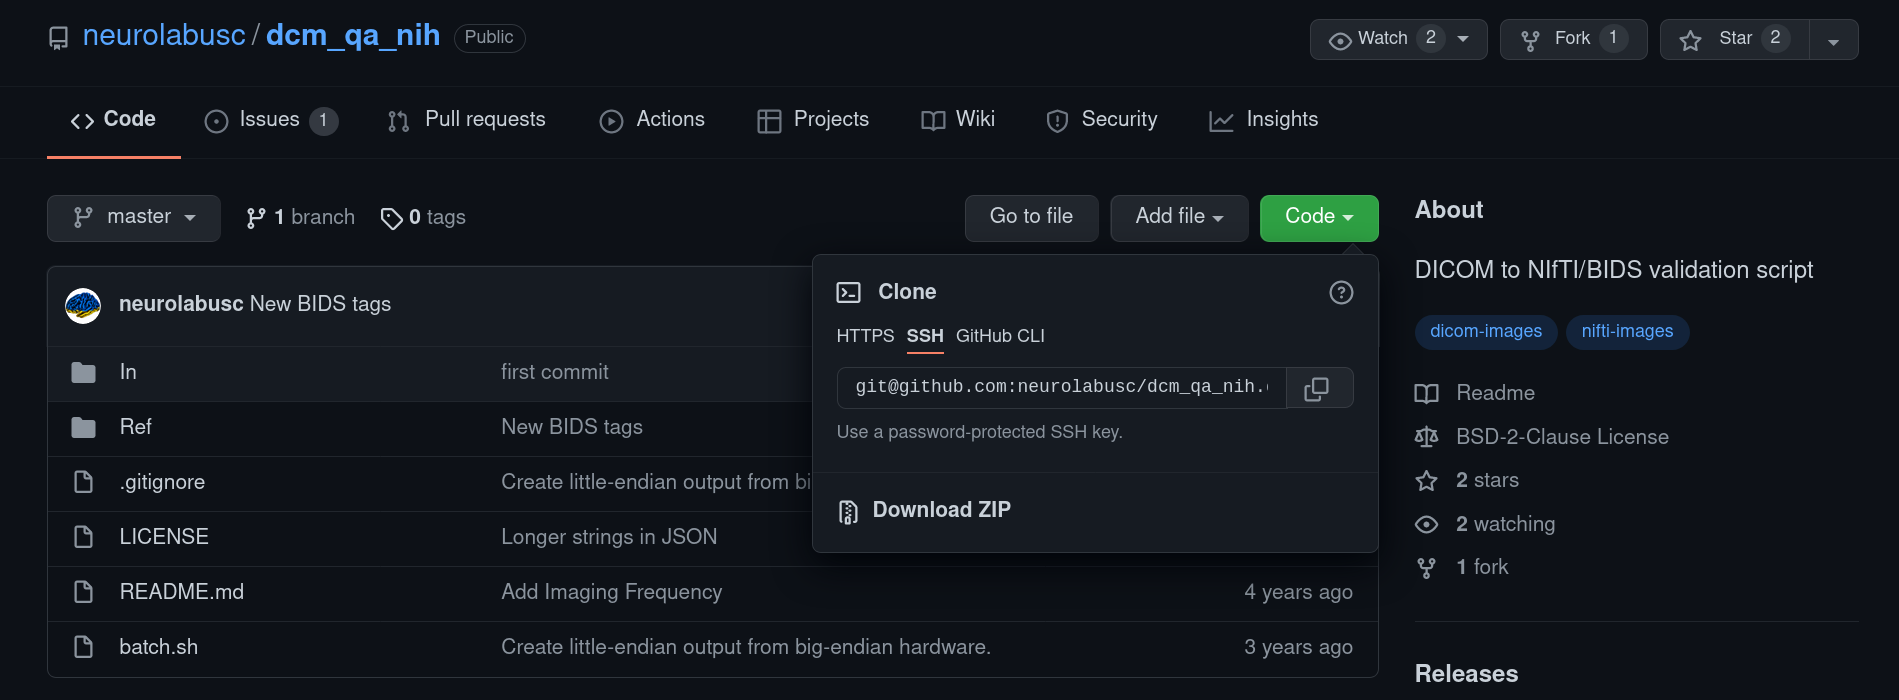 neurolabusc / dcm_qa_nih Public
Watch 2 Fork 1 Star 2
Code Issues 1 Pull requests Actions Projects Wiki Security Insights
master 1 branch 0 tags Go to file Add file Code
neurolabusc New BIDS tags
In first commit
Ref New BIDS tags
.gitignore Create little-endian output from bi
LICENSE Longer strings in JSON
README.md Add Imaging Frequency 4 years ago
batch.sh Create little-endian output from big-endian hardware. 3 years ago
Clone
HTTPS SSH GitHub CLI
git@github.com:neurolabusc/dcm_qa_nih.
Use a password-protected SSH key.
Download ZIP
About
DICOM to NIfTI/BIDS validation script
dicom-images nifti-images
Readme
BSD-2-Clause License
2 stars
2 watching
1 fork
Releases